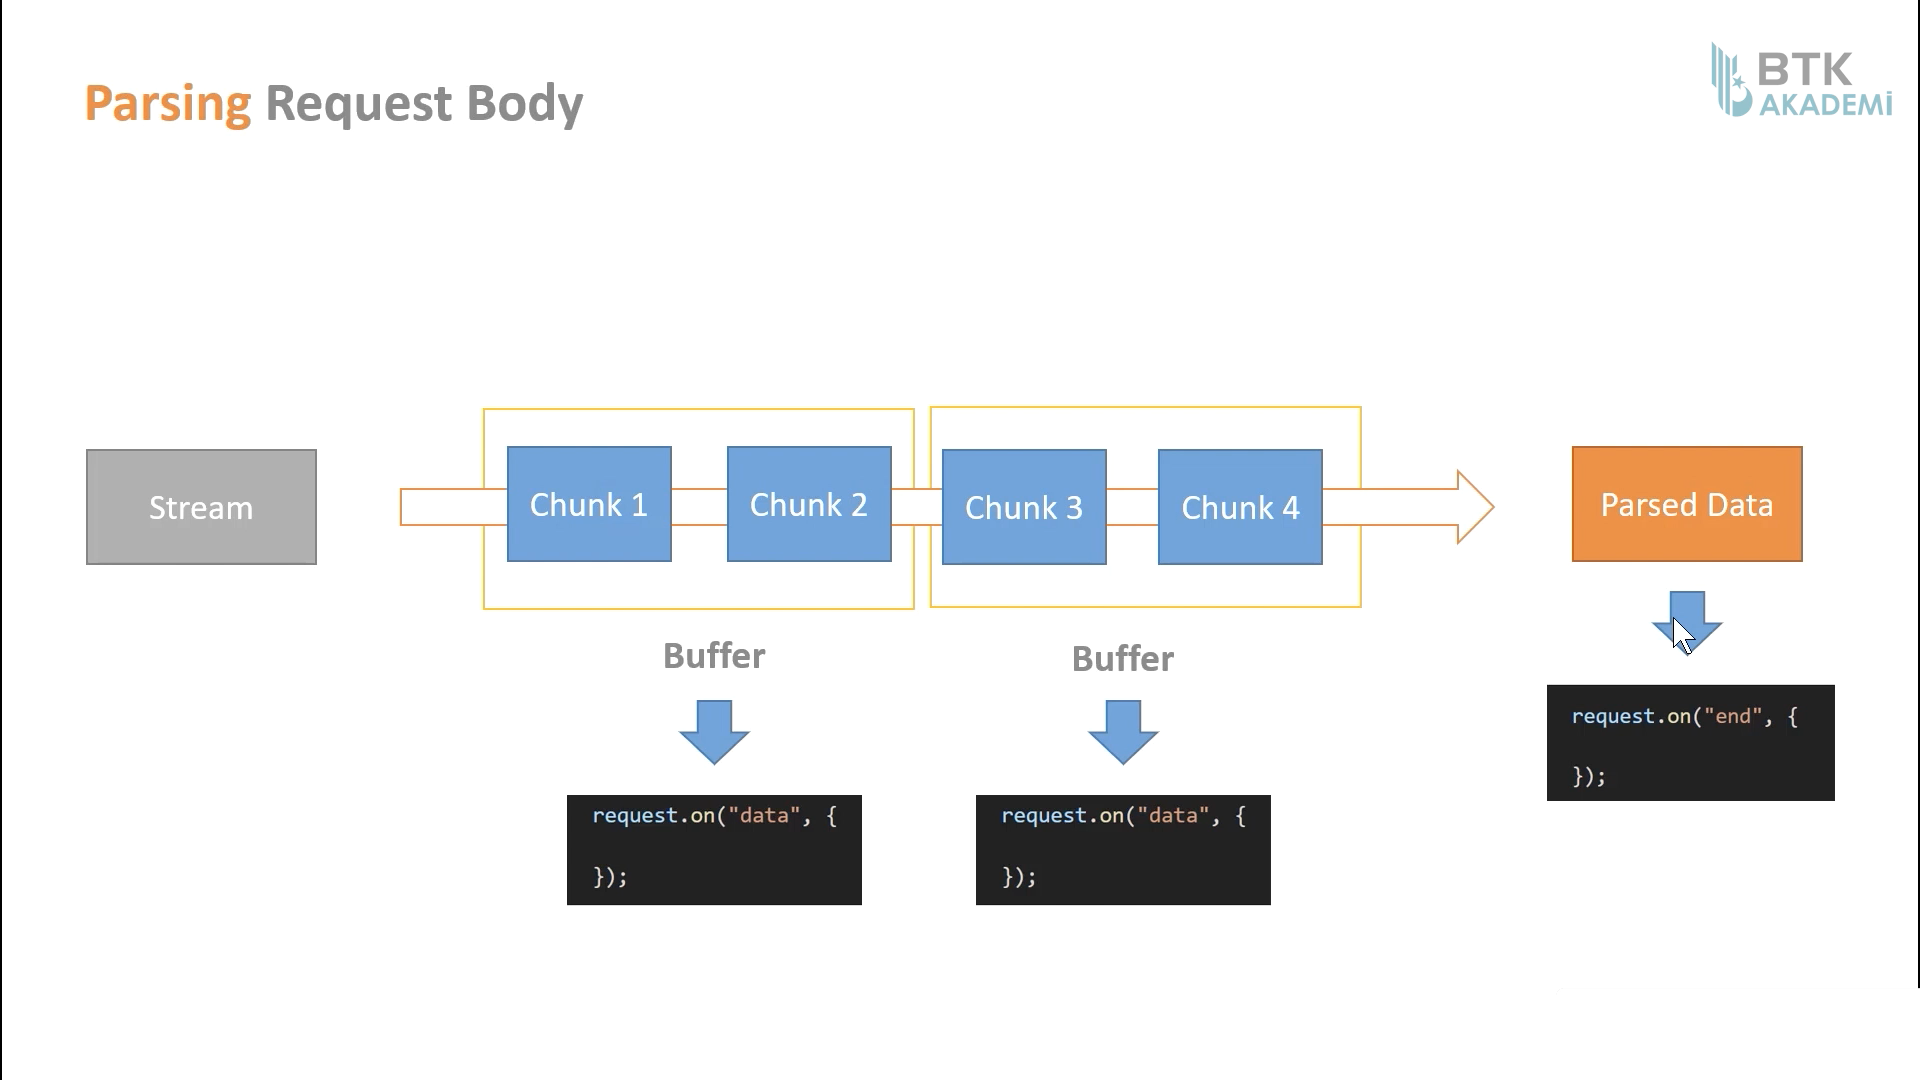 Parsing Request Body
BTK
AKADEMİ
Stream
Chunk 1
Chunk 2
Chunk 3
Chunk 4
Parsed Data
Buffer
Buffer
request.on("data", {
});
request.on("data", {
});
request.on("end", {
});